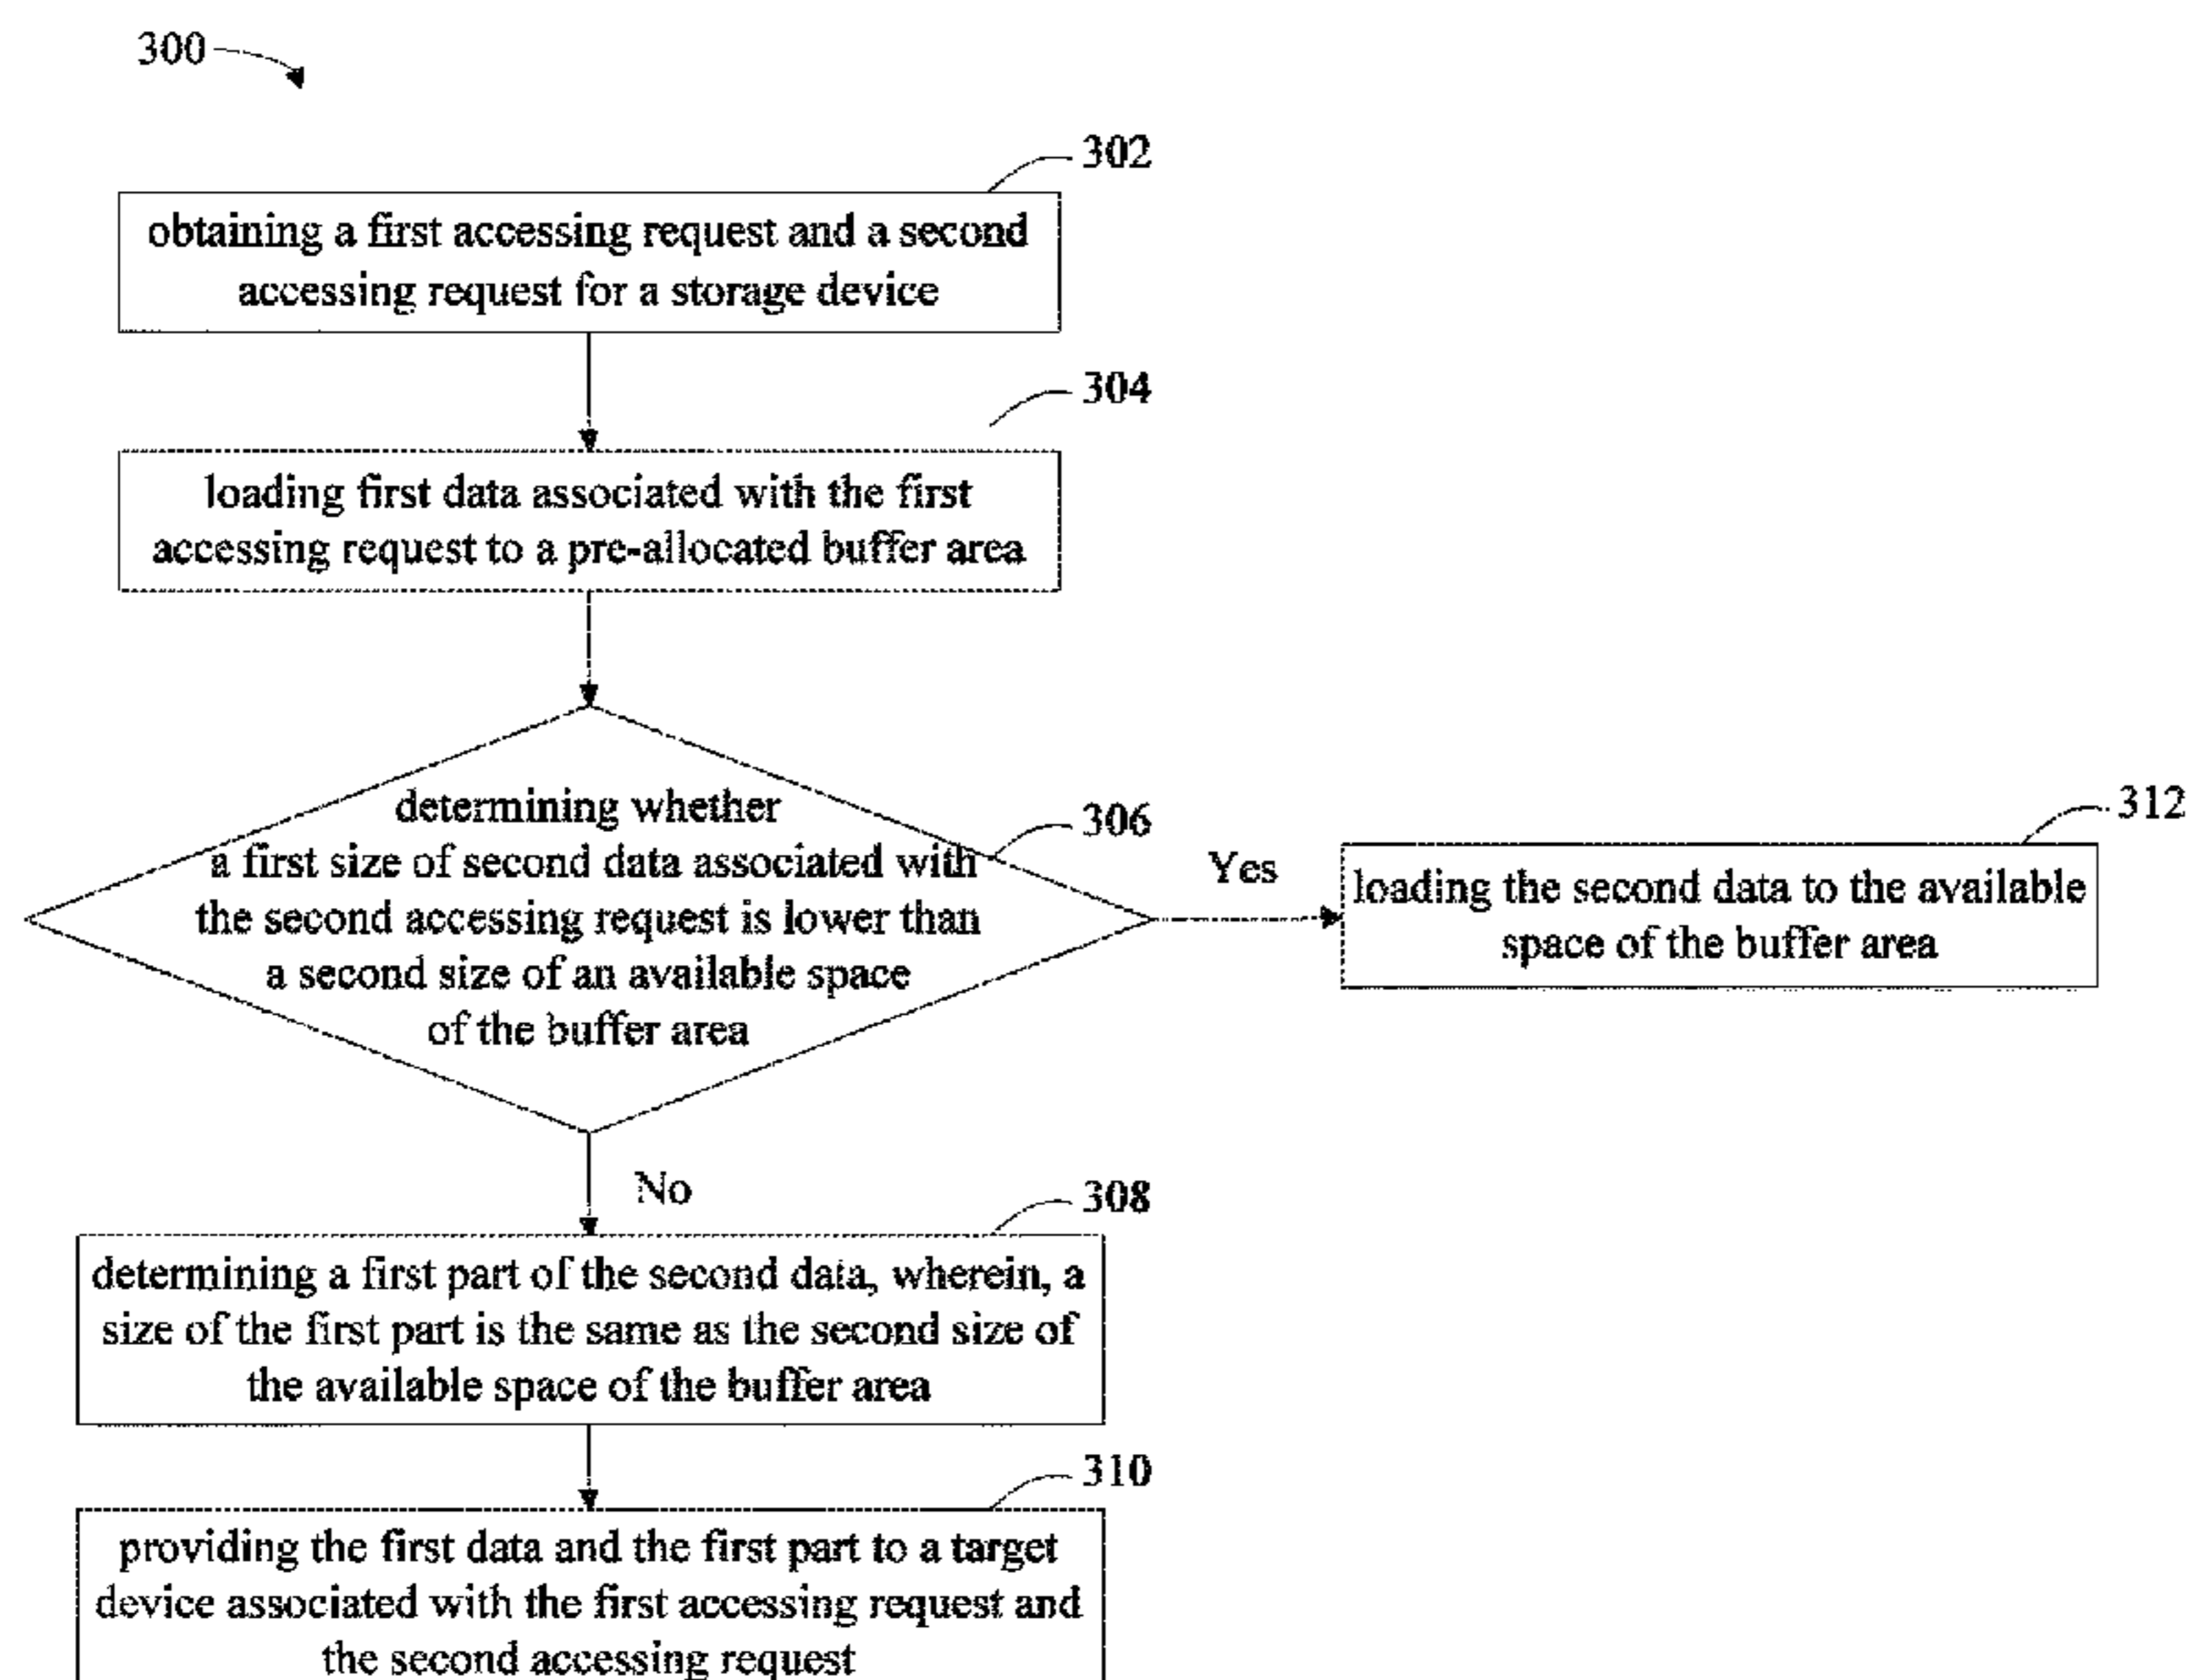 300
302
obtaining a first accessing request and a second
accessing request for a storage device
304
loading first data associated with the first
accessing request to a pre-allocated buffer area
306
determining whether
a first size of second data associated with
the second accessing request is lower than
a second size of an available space
of the buffer area
Yes
312
loading the second data to the available
space of the buffer area
No
308
determining a first part of the second data, wherein, a
size of the first part is the same as the second size of
the available space of the buffer area
310
providing the first data and the first part to a target
device associated with the first accessing request and
the second accessing request